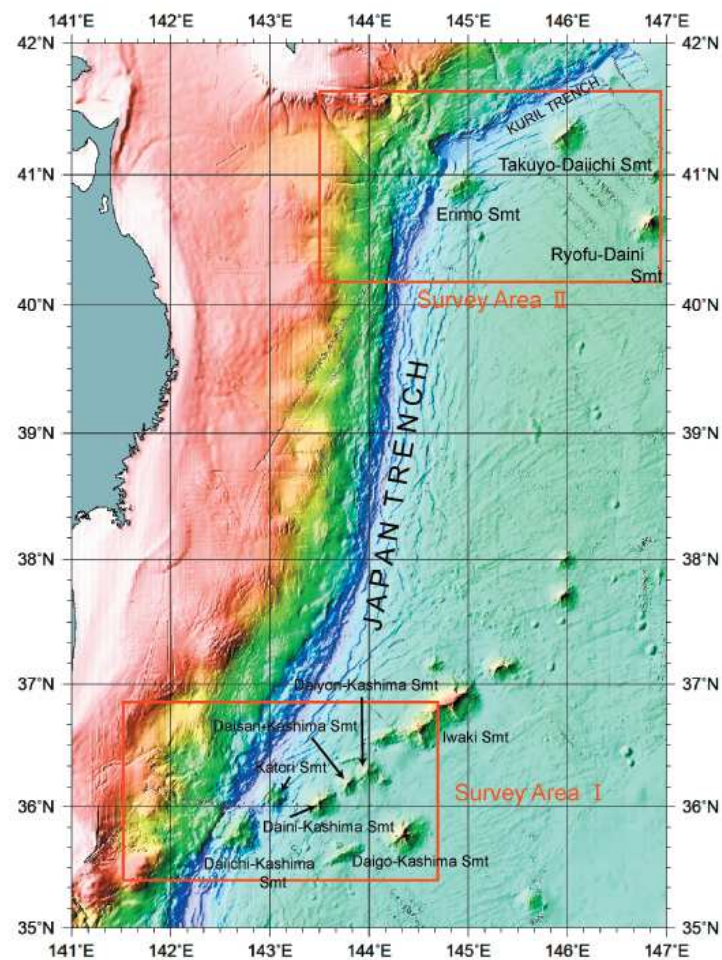 141°E 142°E 143°E 144°E 145°E 146°E 147°E
42°N 42°N
KURIL TRENCH
Takuyo-Daiichi Smt
41°N 41°N
Erimo Smt
Ryofu-Daini
Smt
40°N 40°N
Survey Area Ⅱ
JAPAN TRENCH
39°N 39°N
38°N 38°N
37°N 37°N
Daiyon-Kashima Smt
Daisan-Kashima Smt
Iwaki Smt
Katori Smt
Survey Area Ⅰ
36°N 36°N
Daini-Kashima Smt
Daiichi-Kashima
Smt
Daigo-Kashima Smt
35°N 35°N
141°E 142°E 143°E 144°E 145°E 146°E 147°E